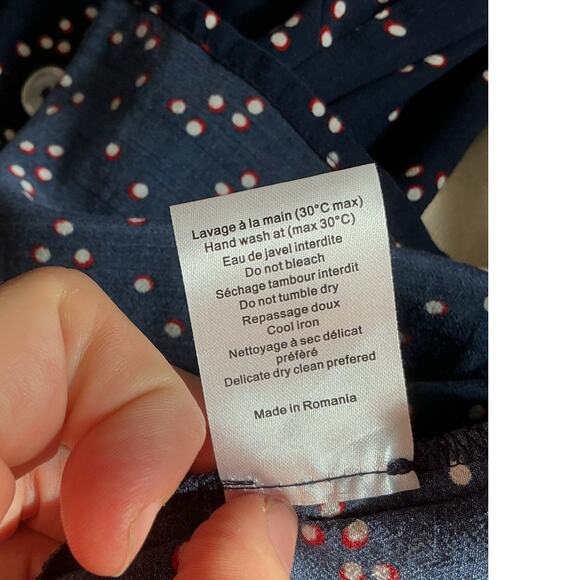 Lavage à la main (30°C max)
Hand wash at (max 30°C)
Eau de javel interdite
Do not bleach
Séchage tambour interdit
Do not tumble dry
Repassage doux
Cool iron
Nettoyage à sec délicat
préfèré
Delicate dry clean prefered
Made in Romania